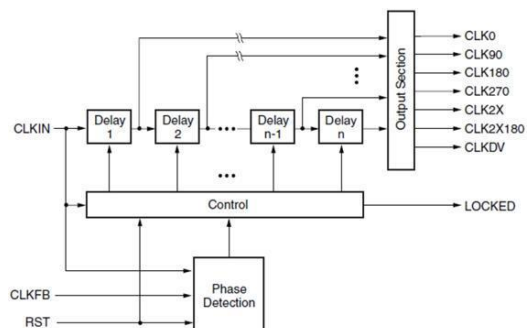 CLK0
CLK90
CLK180
CLK270
CLK2X
CLK2X180
CLKDV
Output Section
CLKIN
Delay 1
Delay 2
Delay n-1
Delay n
Control
LOCKED
Phase Detection
CLKFB
RST